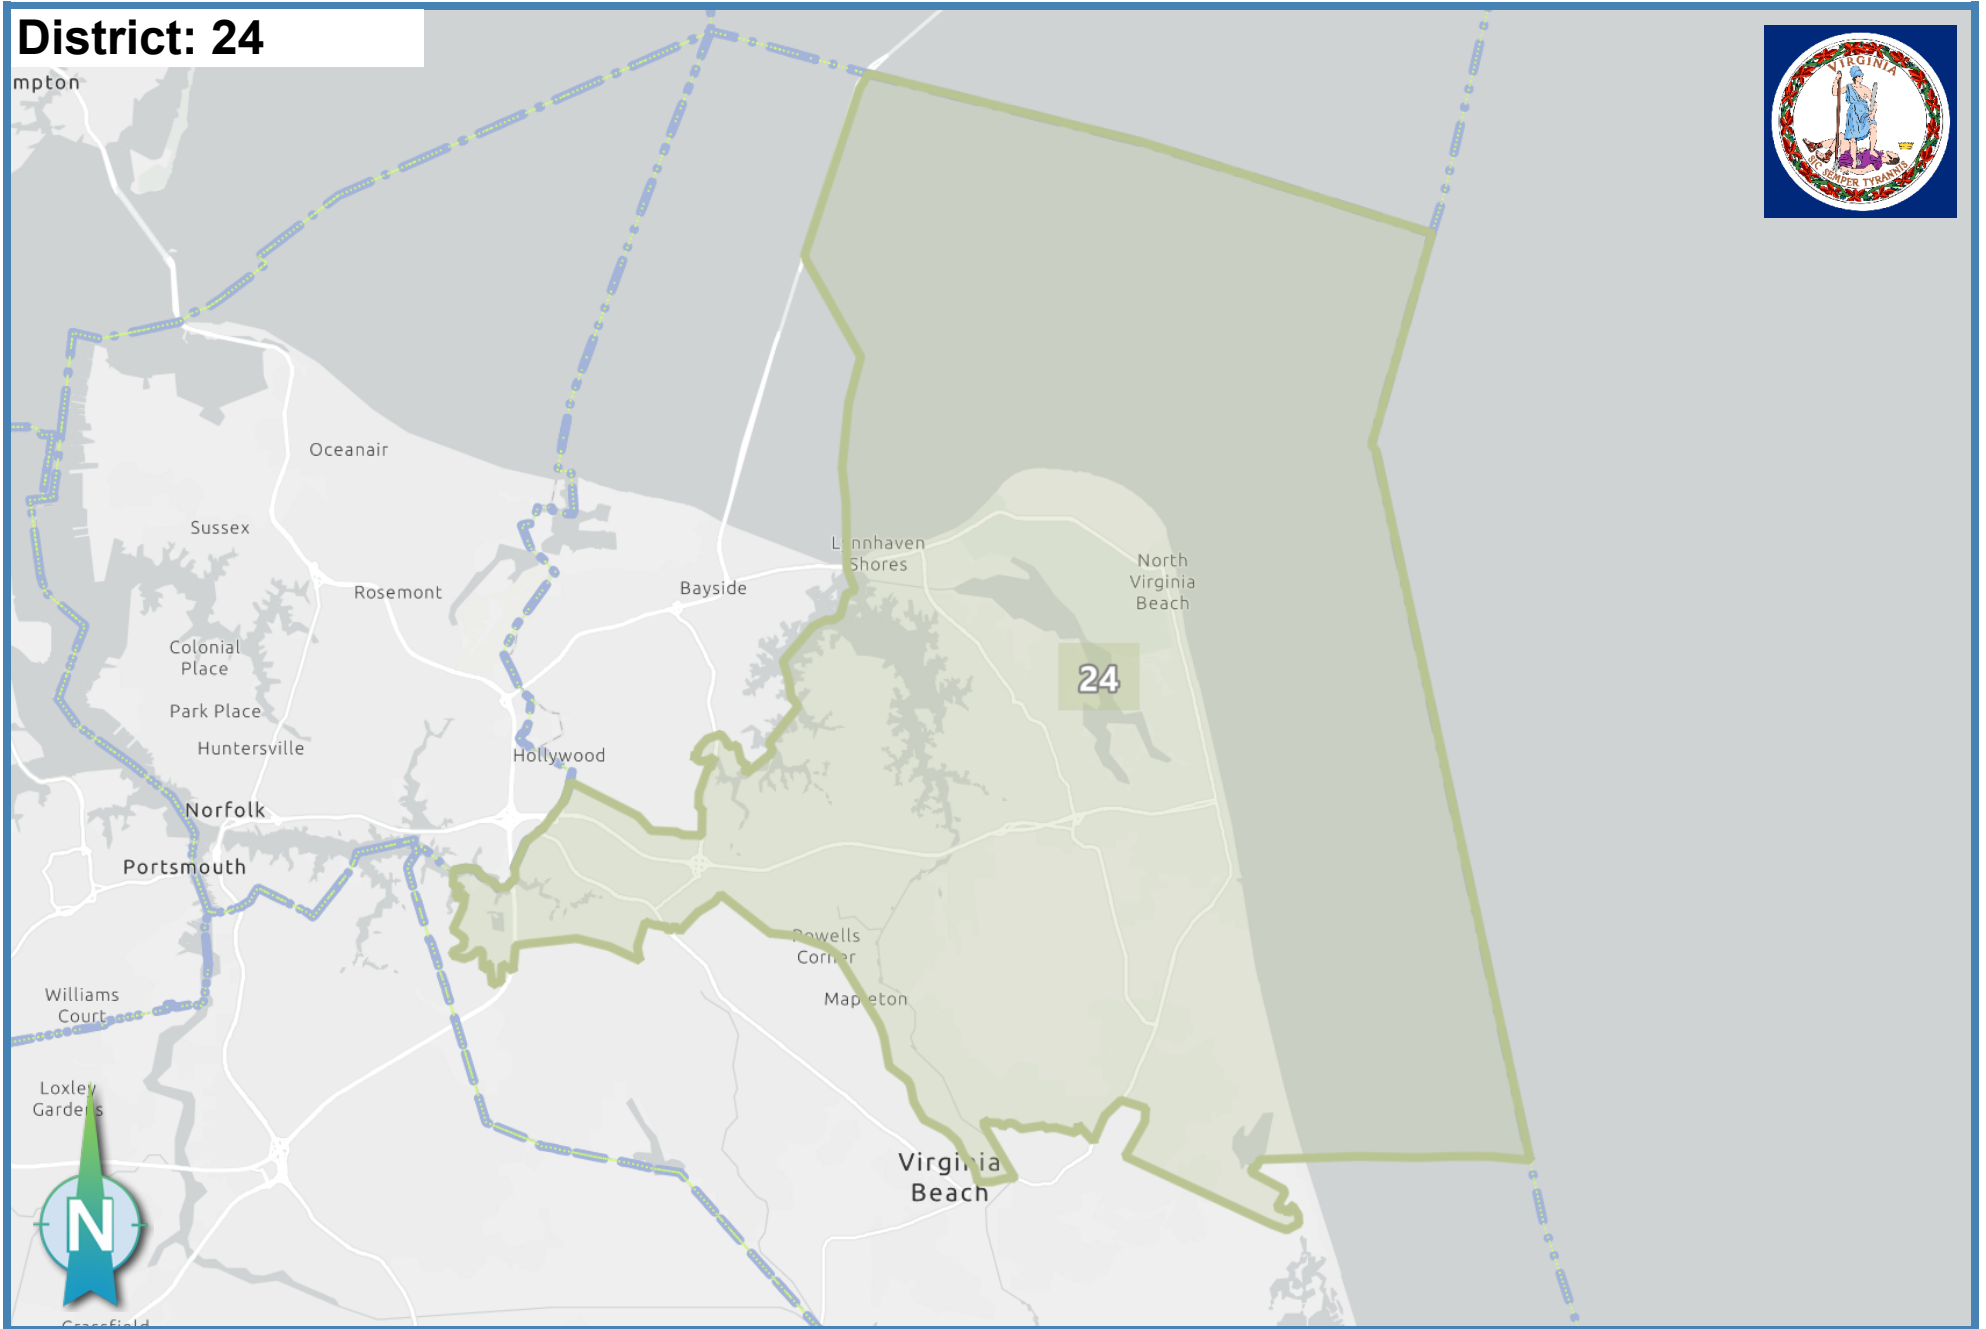 District: 24
mpton
VIRGINIA
SIC SEMPER TYRANNIS
Oceanair
Sussex
Lynnhaven
Shores
North
Virginia
Beach
Rosemont
Bayside
Colonial
Place
24
Park Place
Huntersville
Hollywood
Norfolk
Portsmouth
Powells
Corner
Williams
Court
Mapleton
Loxley
Gardens
Virginia
Beach
N
Grassfield